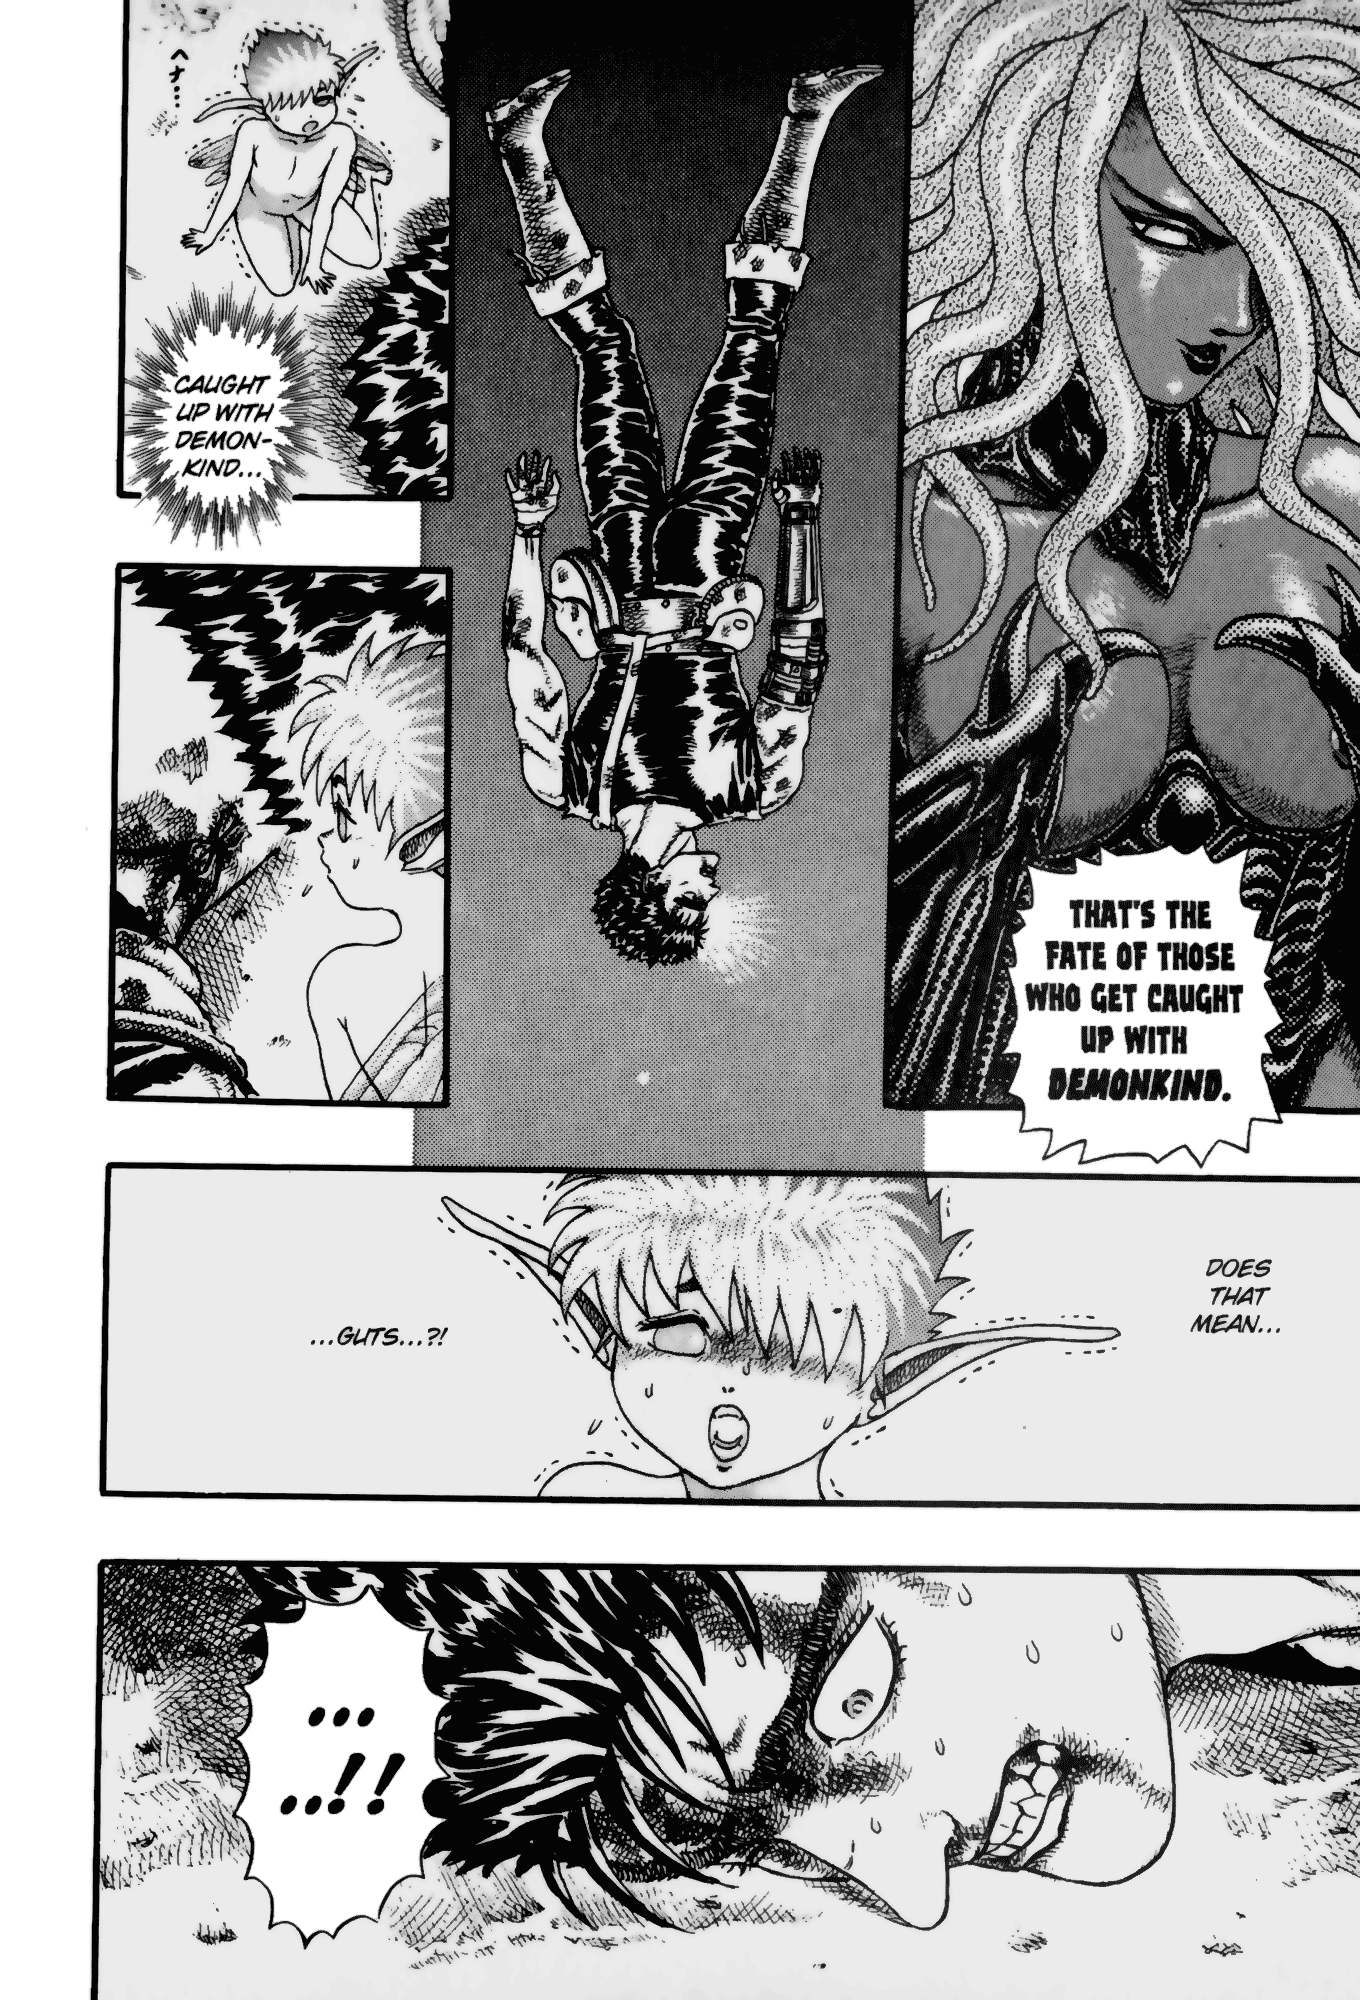 THAT'S THE
FATE OF THOSE
WHO GET CAUGHT
UP WITH
DEMONKIND.
ヘナ…
CAUGHT
UP WITH
DEMON-
KIND...
DOES
THAT
MEAN...
...GUTS...?!
...
..!!